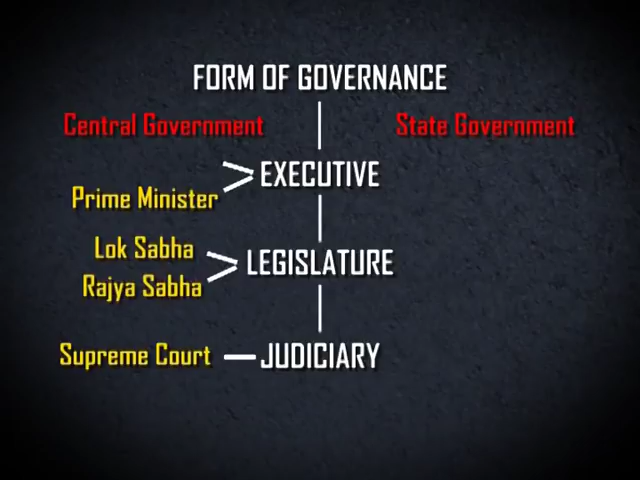 FORM OF GOVERNANCE
Central Government
State Government
EXECUTIVE
Prime Minister
Lok Sabha
Rajya Sabha
LEGISLATURE
Supreme Court
JUDICIARY